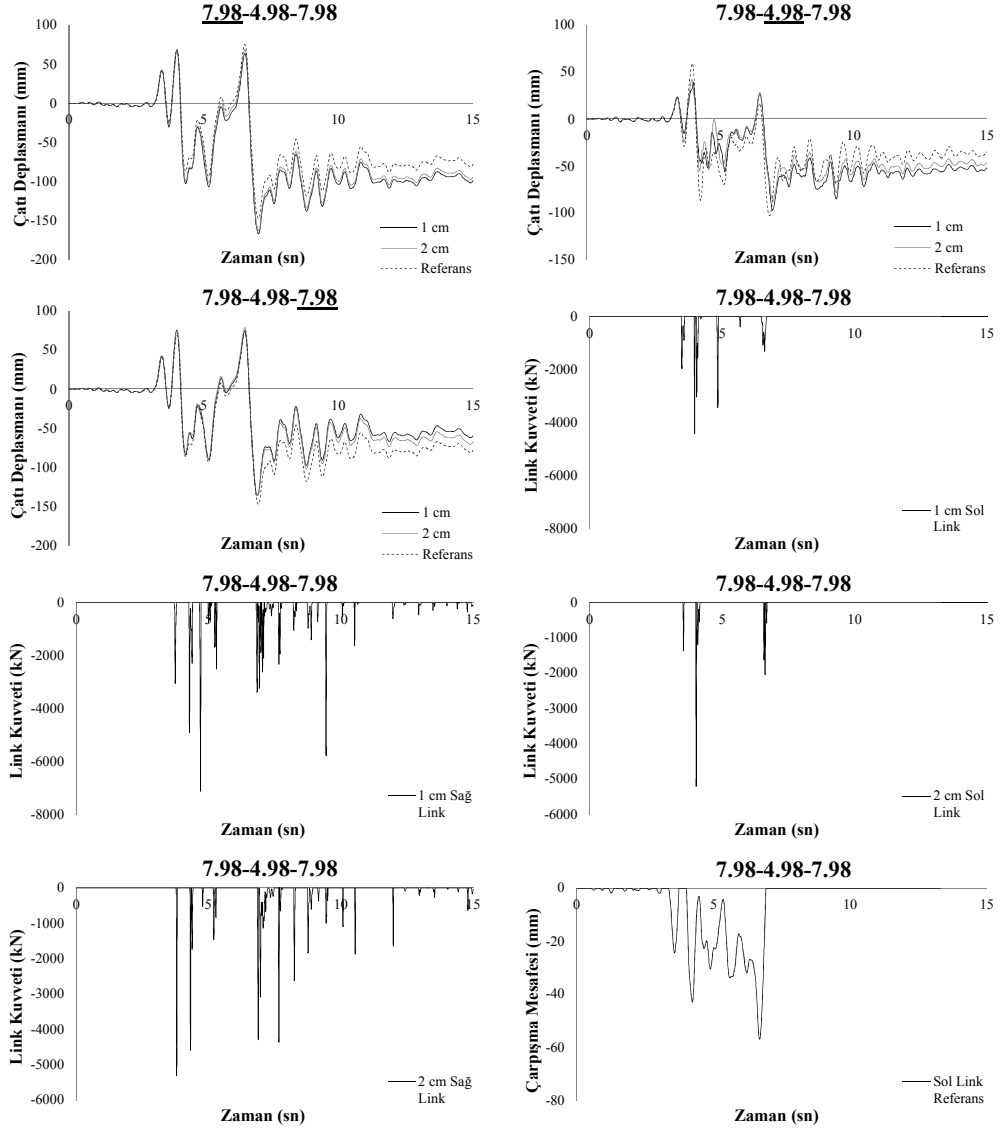 7.98-4.98-7.98
Çatı Deplasmanı (mm)
100
50
0
-50
-100
-150
-200
0
5
10
15
1 cm
2 cm
Referans
Zaman (sn)
7.98-4.98-7.98
Çatı Deplasmanı (mm)
100
50
0
-50
-100
-150
0
5
10
15
1 cm
2 cm
Referans
Zaman (sn)
7.98-4.98-7.98
Çatı Deplasmanı (mm)
100
50
0
-50
-100
-150
-200
0
5
10
15
1 cm
2 cm
Referans
Zaman (sn)
7.98-4.98-7.98
Link Kuvveti (kN)
0
-2000
-4000
-6000
-8000
0
5
10
15
1 cm Sol
Link
Zaman (sn)
7.98-4.98-7.98
Link Kuvveti (kN)
0
-2000
-4000
-6000
-8000
0
5
10
15
1 cm Sağ
Link
Zaman (sn)
7.98-4.98-7.98
Link Kuvveti (kN)
0
-1000
-2000
-3000
-4000
-5000
-6000
0
5
10
15
2 cm Sol
Link
Zaman (sn)
7.98-4.98-7.98
Link Kuvveti (kN)
0
-1000
-2000
-3000
-4000
-5000
-6000
0
5
10
15
2 cm Sağ
Link
Zaman (sn)
7.98-4.98-7.98
Çarpışma Mesafesi (mm)
0
-20
-40
-60
-80
0
5
10
15
Sol Link
Referans
Zaman (sn)